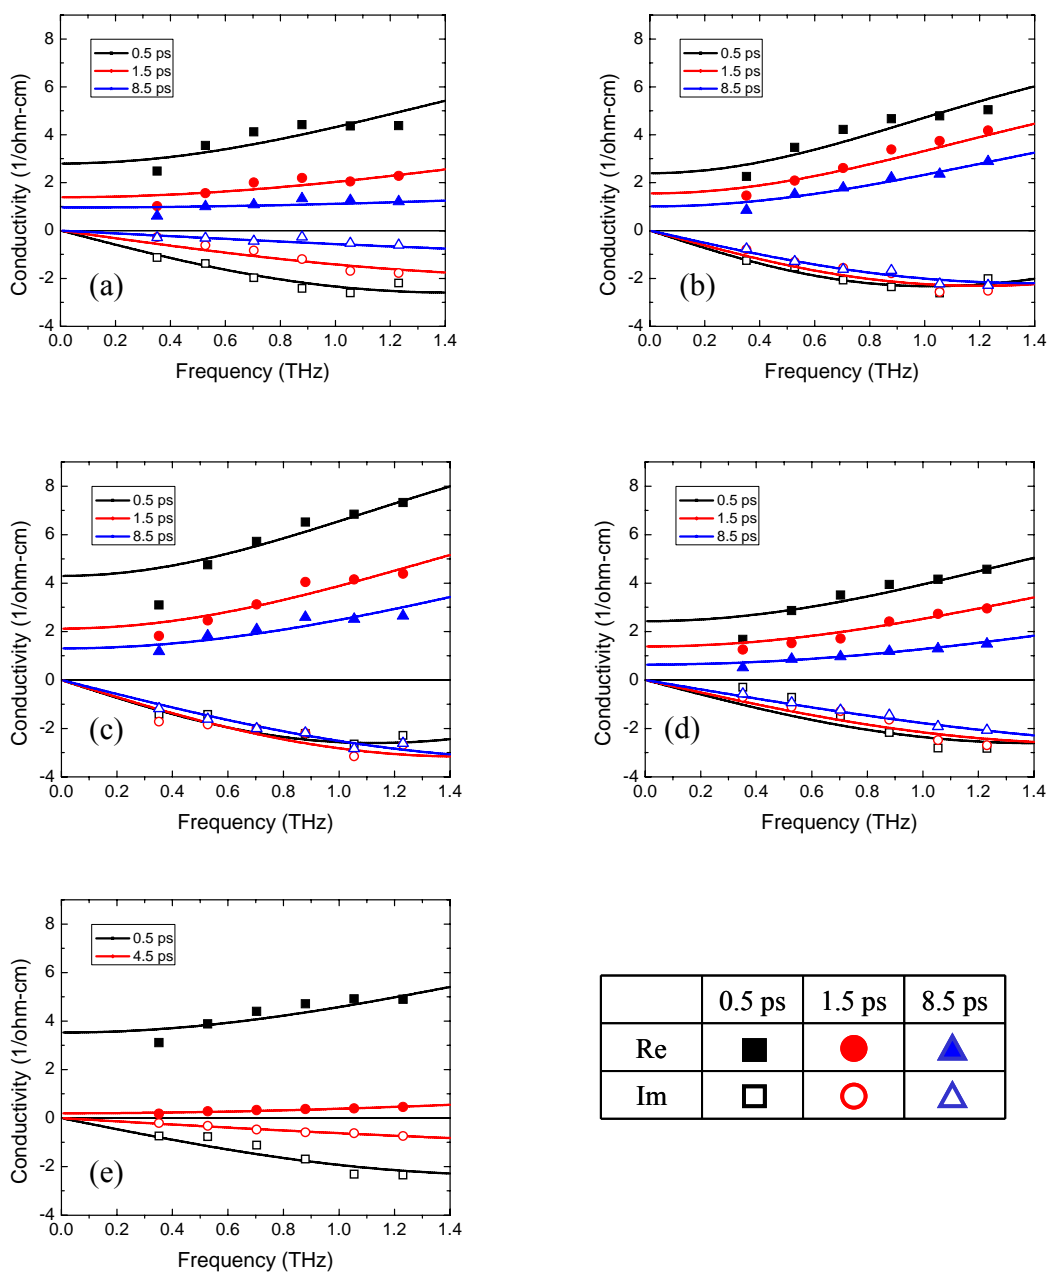 8
6
4
2
0
-2
-4
Conductivity (1/ohm-cm)
0.5 ps
1.5 ps
8.5 ps
(a)
0.0 0.2 0.4 0.6 0.8 1.0 1.2 1.4
Frequency (THz)
8
6
4
2
0
-2
-4
Conductivity (1/ohm-cm)
0.5 ps
1.5 ps
8.5 ps
(b)
0.0 0.2 0.4 0.6 0.8 1.0 1.2 1.4
Frequency (THz)
8
6
4
2
0
-2
-4
Conductivity (1/ohm-cm)
0.5 ps
1.5 ps
8.5 ps
(c)
0.0 0.2 0.4 0.6 0.8 1.0 1.2 1.4
Frequency (THz)
8
6
4
2
0
-2
-4
Conductivity (1/ohm-cm)
0.5 ps
1.5 ps
8.5 ps
(d)
0.0 0.2 0.4 0.6 0.8 1.0 1.2 1.4
Frequency (THz)
8
6
4
2
0
-2
-4
Conductivity (1/ohm-cm)
0.5 ps
4.5 ps
(e)
0.0 0.2 0.4 0.6 0.8 1.0 1.2 1.4
Frequency (THz)
0.5 ps 1.5 ps 8.5 ps
Re
Im